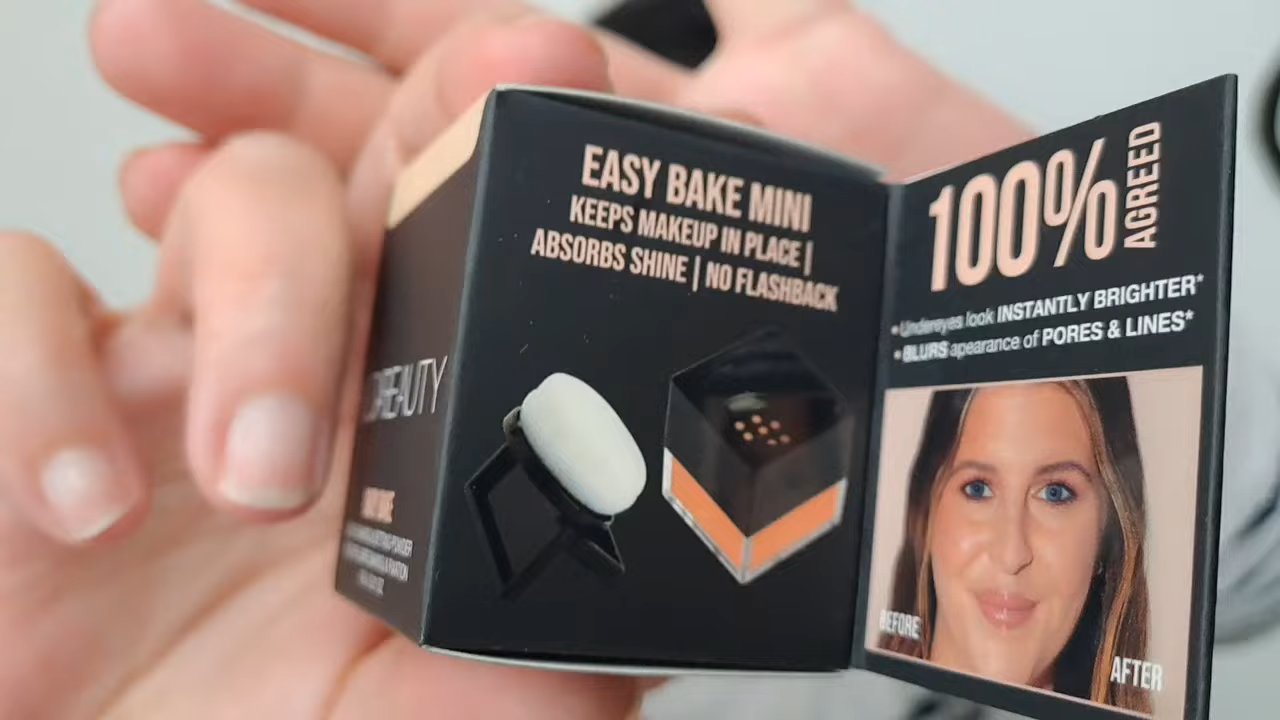 EASY BAKE MINI
KEEPS MAKEUP IN PLACE |
ABSORBS SHINE | NO FLASHBACK
100% AGREED
• Undereyes look INSTANTLY BRIGHTER*
• BLURS apearance of PORES & LINES*
BEFORE
AFTER
BEAUTY